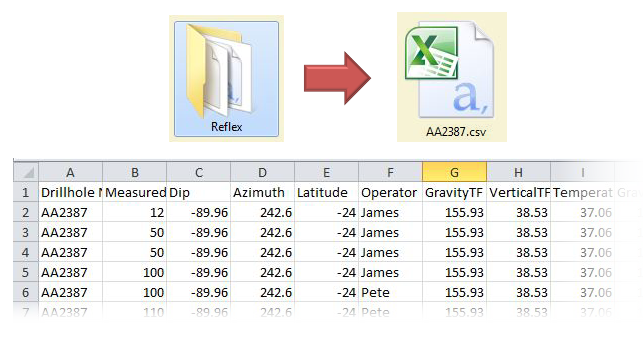 Reflex
a,
AA2387.csv
A B C D E F G H I
1 Drillhole Measured Dip Azimuth Latitude Operator GravityTF VerticalTF Temperat Gra
2 AA2387 12 -89.96 242.6 -24 James 155.93 38.53 37.06
3 AA2387 50 -89.96 242.6 -24 James 155.93 38.53 37.06
4 AA2387 50 -89.96 242.6 -24 James 155.93 38.53 37.06
5 AA2387 100 -89.96 242.6 -24 James 155.93 38.53 37.06
6 AA2387 100 -89.96 242.6 -24 Pete 155.93 38.53 37.06
7 AA2387 110 -89.96 242.6 -24 Pete 155.93 38.53 37.06